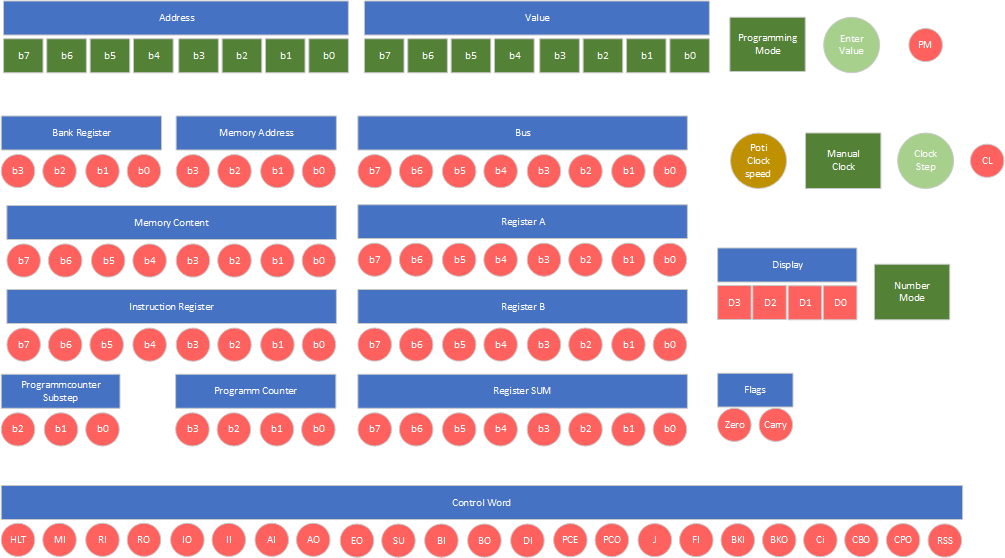 Address Value
b7 b6 b5 b4 b3 b2 b1 b0 b7 b6 b5 b4 b3 b2 b1 b0
Programming
Mode
Enter
Value
PM
Bank Register Memory Address Bus
b3 b2 b1 b0 b3 b2 b1 b0 b7 b6 b5 b4 b3 b2 b1 b0
Poti
Clock
speed
Manual
Clock
Clock
Step
CL
Memory Content Register A
b7 b6 b5 b4 b3 b2 b1 b0 b7 b6 b5 b4 b3 b2 b1 b0
Display
D3 D2 D1 D0
Number
Mode
Instruction Register Register B
b7 b6 b5 b4 b3 b2 b1 b0 b7 b6 b5 b4 b3 b2 b1 b0
Programmcounter
Substep
Programm Counter Register SUM Flags
b2 b1 b0 b3 b2 b1 b0 b7 b6 b5 b4 b3 b2 b1 b0 Zero Carry
Control Word
HLT MI RI RO IO II AI AO EO SU BI BO DI PCE PCO J FI BKI BKO Ci CBO CPO RSS